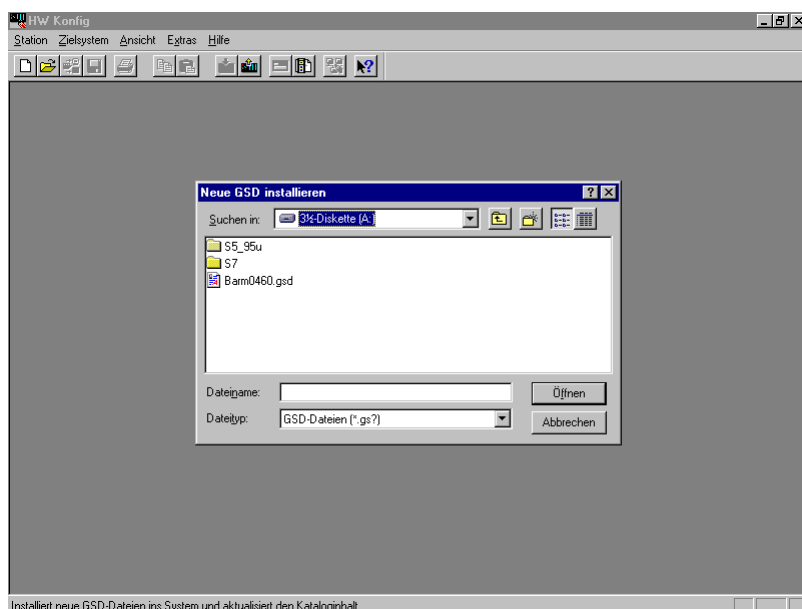 HW Konfig
Station Zielsystem Ansicht Extras Hilfe
Neue GSD installieren
Suchen in: 3½-Diskette (A:)
S5_95u
S7
Barm0460.gsd
Dateiname: Öffnen
Dateityp: GSD-Dateien (*.gs?) Abbrechen
Installiert neue GSD-Dateien ins System und aktualisiert den Kataloginhalt